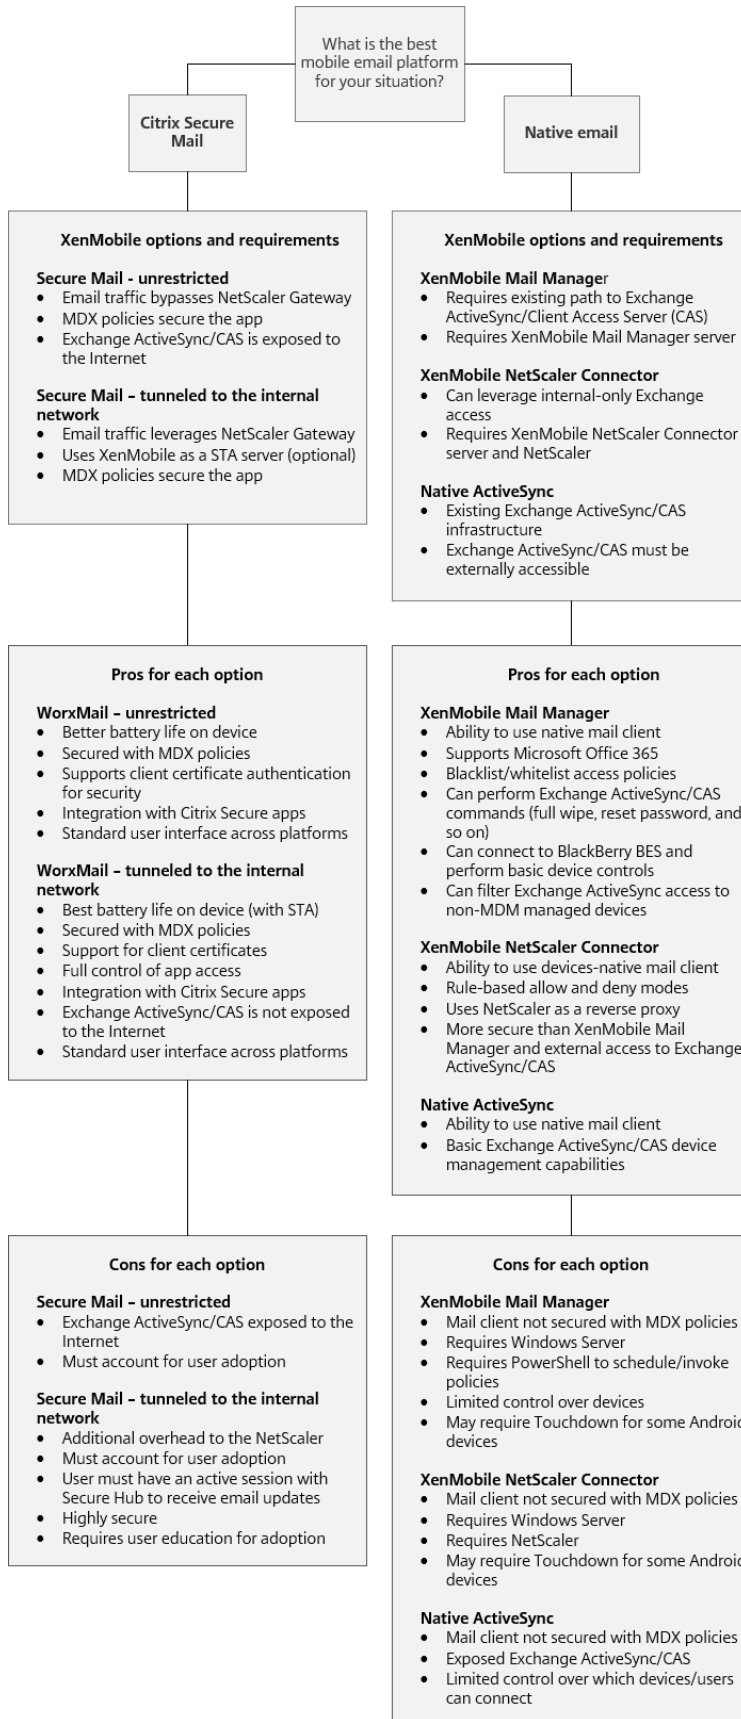 What is the best
mobile email platform
for your situation?
Citrix Secure
Mail
Native email
XenMobile options and requirements
Secure Mail - unrestricted
• Email traffic bypasses NetScaler Gateway
• MDX policies secure the app
• Exchange ActiveSync/CAS is exposed to
the Internet
Secure Mail – tunneled to the internal
network
• Email traffic leverages NetScaler Gateway
• Uses XenMobile as a STA server (optional)
• MDX policies secure the app
XenMobile options and requirements
XenMobile Mail Manager
• Requires existing path to Exchange
ActiveSync/Client Access Server (CAS)
• Requires XenMobile Mail Manager server
XenMobile NetScaler Connector
• Can leverage internal-only Exchange
access
• Requires XenMobile NetScaler Connector
server and NetScaler
Native ActiveSync
• Existing Exchange ActiveSync/CAS
infrastructure
• Exchange ActiveSync/CAS must be
externally accessible
Pros for each option
WorxMail – unrestricted
• Better battery life on device
• Secured with MDX policies
• Supports client certificate authentication
for security
• Integration with Citrix Secure apps
• Standard user interface across platforms
WorxMail – tunneled to the internal
network
• Best battery life on device (with STA)
• Secured with MDX policies
• Support for client certificates
• Full control of app access
• Integration with Citrix Secure apps
• Exchange ActiveSync/CAS is not exposed
to the Internet
• Standard user interface across platforms
Pros for each option
XenMobile Mail Manager
• Ability to use native mail client
• Supports Microsoft Office 365
• Blacklist/whitelist access policies
• Can perform Exchange ActiveSync/CAS
commands (full wipe, reset password, and
so on)
• Can connect to BlackBerry BES and
perform basic device controls
• Can filter Exchange ActiveSync access to
non-MDM managed devices
XenMobile NetScaler Connector
• Ability to use devices-native mail client
• Rule-based allow and deny modes
• Uses NetScaler as a reverse proxy
• More secure than XenMobile Mail
Manager and external access to Exchange
ActiveSync/CAS
Native ActiveSync
• Ability to use native mail client
• Basic Exchange ActiveSync/CAS device
management capabilities
Cons for each option
Secure Mail – unrestricted
• Exchange ActiveSync/CAS exposed to the
Internet
• Must account for user adoption
Secure Mail – tunneled to the internal
network
• Additional overhead to the NetScaler
• Must account for user adoption
• User must have an active session with
Secure Hub to receive email updates
• Highly secure
• Requires user education for adoption
Cons for each option
XenMobile Mail Manager
• Mail client not secured with MDX policies
• Requires Windows Server
• Requires PowerShell to schedule/invoke
policies
• Limited control over devices
• May require Touchdown for some Android
devices
XenMobile NetScaler Connector
• Mail client not secured with MDX policies
• Requires Windows Server
• Requires NetScaler
• May require Touchdown for some Android
devices
Native ActiveSync
• Mail client not secured with MDX policies
• Exposed Exchange ActiveSync/CAS
• Limited control over which devices/users
can connect